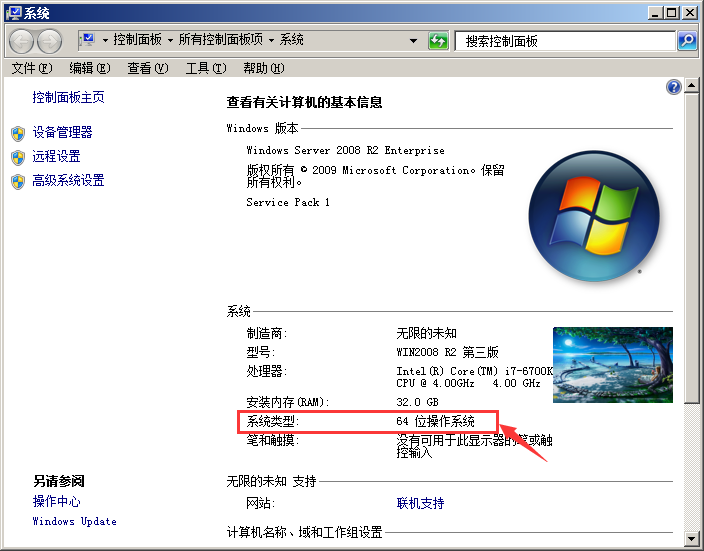 系统
控制面板 所有控制面板项 系统
搜索控制面板
文件(F) 编辑(E) 查看(V) 工具(T) 帮助(H)
控制面板主页
设备管理器
远程设置
高级系统设置
另请参阅
操作中心
Windows Update
查看有关计算机的基本信息
Windows 版本
Windows Server 2008 R2 Enterprise
版权所有 © 2009 Microsoft Corporation。保留
所有权利。
Service Pack 1
系统
制造商: 无限的未知
型号: WIN2008 R2 第三版
处理器: Intel(R) Core(TM) i7-6700K
CPU @ 4.00GHz 4.00 GHz
安装内存(RAM): 32.0 GB
系统类型: 64 位操作系统
笔和触摸: 没有可用于此显示器的笔或触
控输入
无限的未知 支持
网站: 联机支持
计算机名称、域和工作组设置